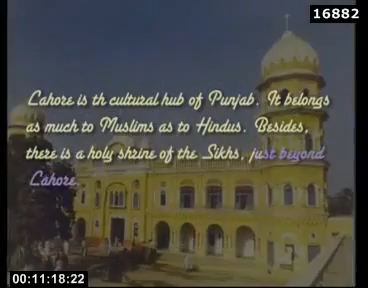 16882
Lahore is th cultural hub of Punjab. It belongs
as much to Muslims as to Hindus. Besides,
there is a holy shrine of the Sikhs, just beyond
Lahore.
00:11:18:22